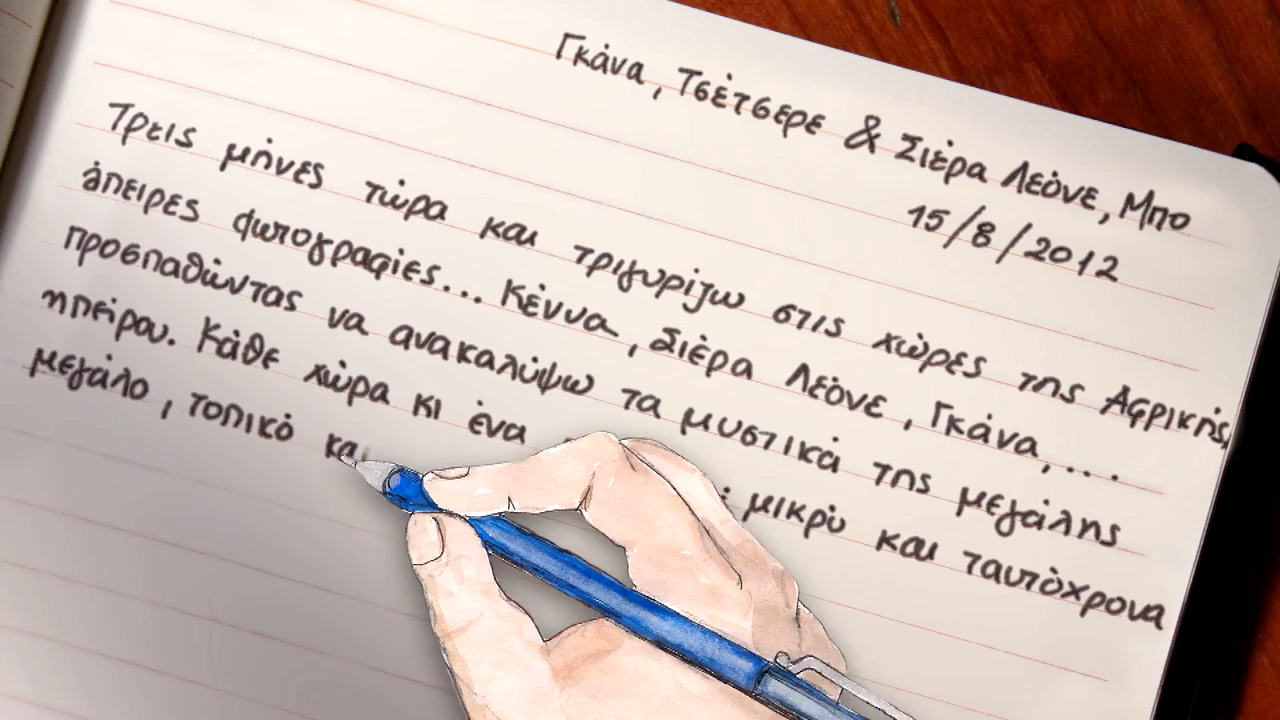 Γκάνα, Τσέτσερε & Σιέρα Λεόνε, Μπο
15/8/2012
Τρεις μήνες τώρα και τριγυρίζω στις χώρες της Αφρικής,
άπειρες φωτογραφίες... Κέννυα, Σιέρα Λεόνε, Γκάνα,...
προσπαθώντας να ανακαλύψω τα μυστικά της μεγάλης
ηπείρου. Κάθε χώρα κι ένα μικρό και ταυτόχρονα
μεγάλο, τοπικό και